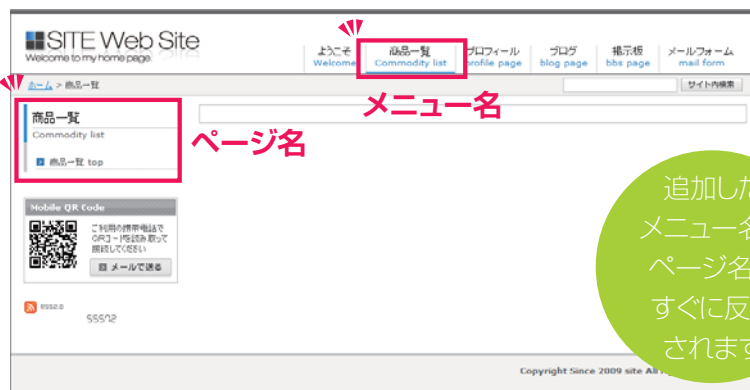 SITE Web Site
Welcome to my home page
ようこそ 商品一覧 プロフィール ブログ 掲示板 メールフォーム
Welcome Commodity list profile page blog page bbs page mail form
ホーム > 商品一覧
サイト内検索
メニュー名
商品一覧
Commodity list
商品一覧 top
ページ名
Mobile QR Code
ご利用の携帯電話で
QRコードを読み取って
接続してください
メールで送る
RSS2.0
55572
追加した
メニュー名
ページ名
すぐに反
されます
Copyright Since 2009 site All